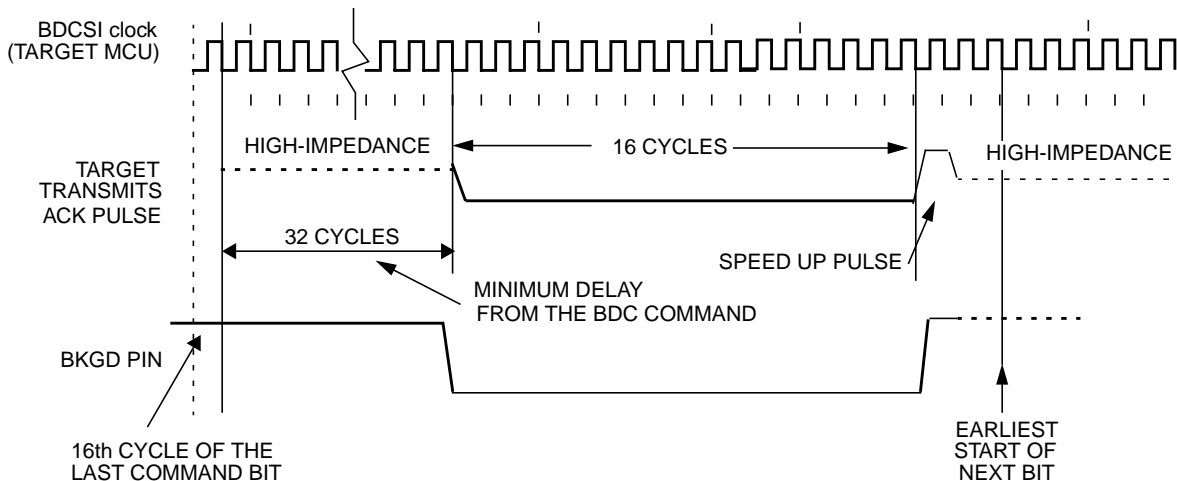 BDCSI clock
(TARGET MCU)
HIGH-IMPEDANCE
16 CYCLES
HIGH-IMPEDANCE
TARGET
TRANSMITS
ACK PULSE
32 CYCLES
SPEED UP PULSE
MINIMUM DELAY
FROM THE BDC COMMAND
BKGD PIN
16th CYCLE OF THE
LAST COMMAND BIT
EARLIEST
START OF
NEXT BIT